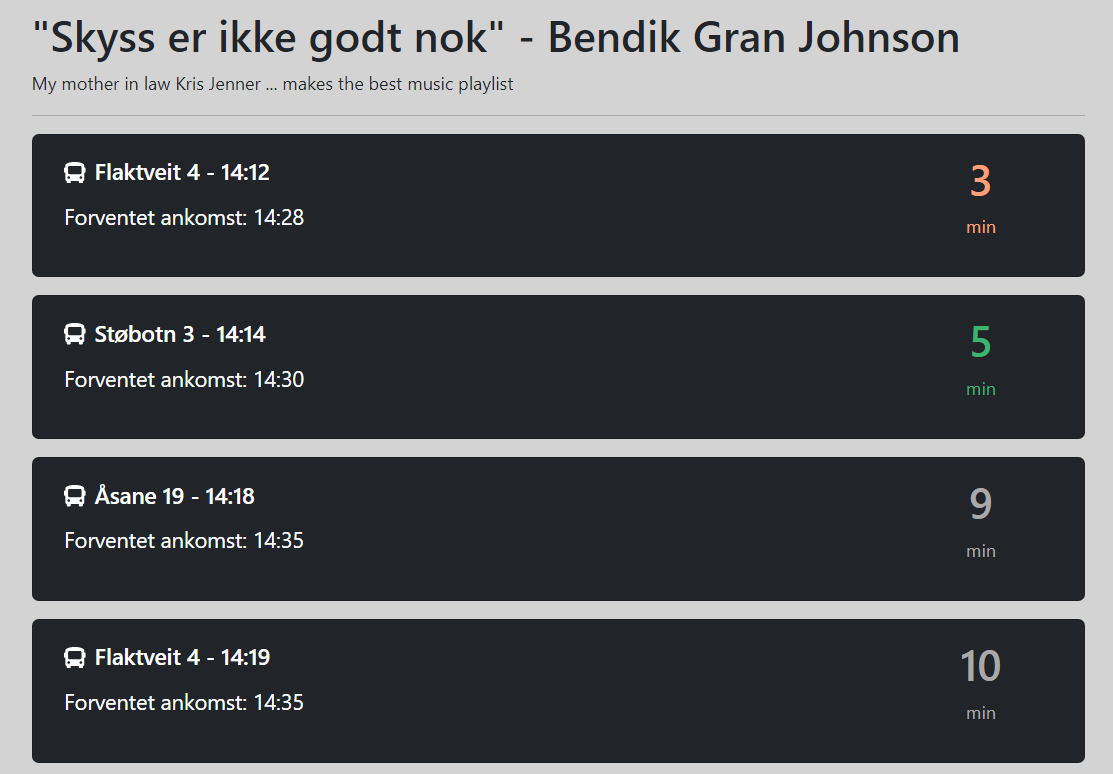 "Skyss er ikke godt nok" - Bendik Gran Johnson
My mother in law Kris Jenner ... makes the best music playlist
Flaktveit 4 - 14:12
3
Forventet ankomst: 14:28
min
Støbotn 3 - 14:14
5
Forventet ankomst: 14:30
min
Åsane 19 - 14:18
9
Forventet ankomst: 14:35
min
Flaktveit 4 - 14:19
10
Forventet ankomst: 14:35
min